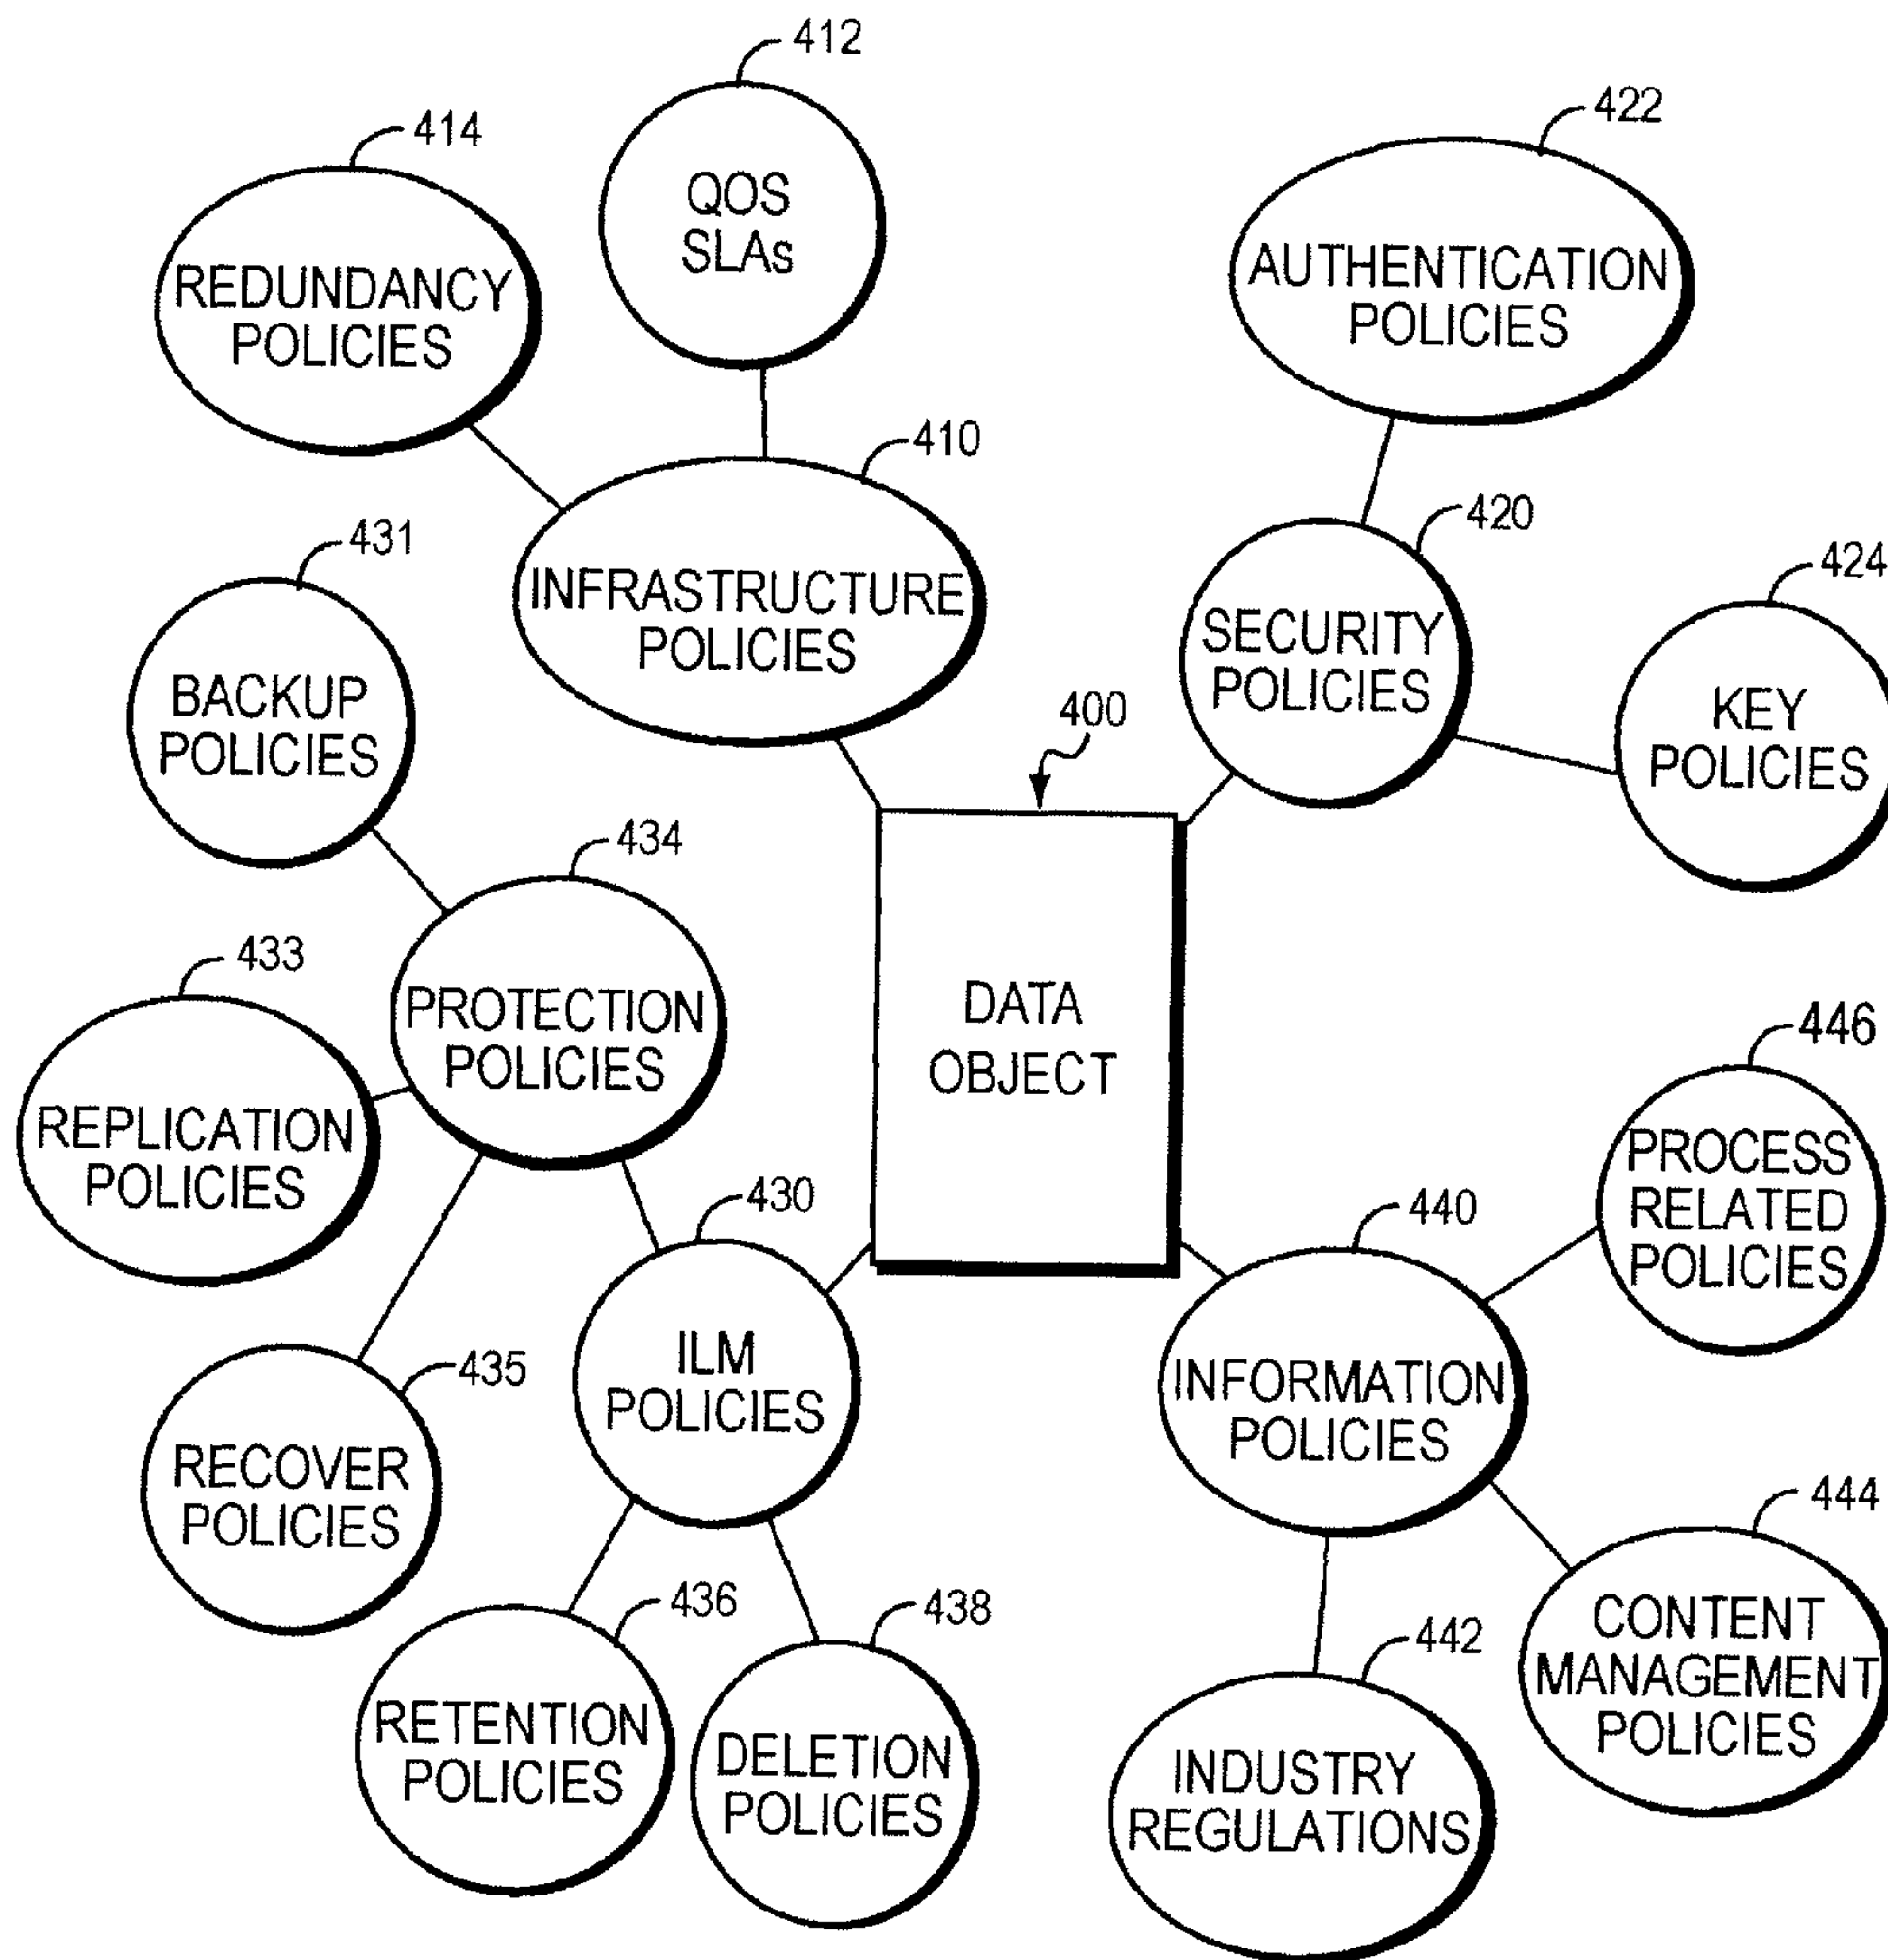 412
QOS
SLAs
414
REDUNDANCY
POLICIES
422
AUTHENTICATION
POLICIES
410
INFRASTRUCTURE
POLICIES
420
SECURITY
POLICIES
424
KEY
POLICIES
431
BACKUP
POLICIES
400
DATA
OBJECT
434
PROTECTION
POLICIES
433
REPLICATION
POLICIES
446
PROCESS
RELATED
POLICIES
430
ILM
POLICIES
440
INFORMATION
POLICIES
435
RECOVER
POLICIES
444
CONTENT
MANAGEMENT
POLICIES
436
RETENTION
POLICIES
438
DELETION
POLICIES
442
INDUSTRY
REGULATIONS